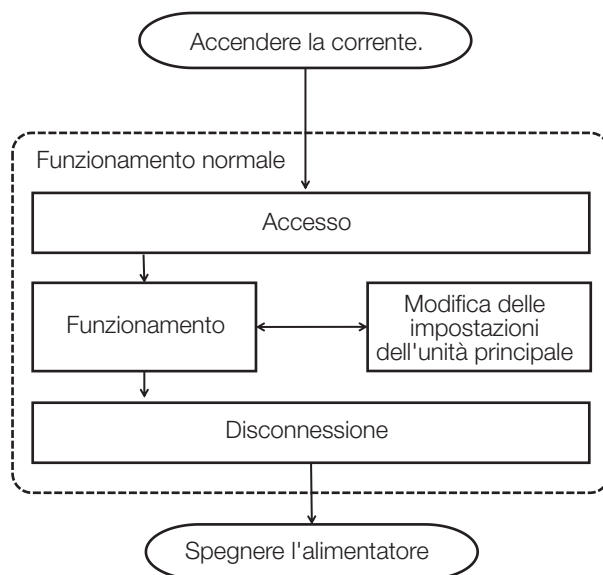 Accendere la corrente.
Funzionamento normale
Accesso
Funzionamento
Modifica delle
impostazioni
dell'unità principale
Disconnessione
Spegnere l'alimentatore